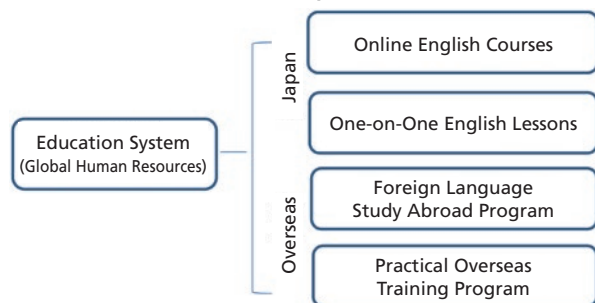 Education System
(Global Human Resources)
Japan
Online English Courses
One-on-One English Lessons
Overseas
Foreign Language
Study Abroad Program
Practical Overseas
Training Program